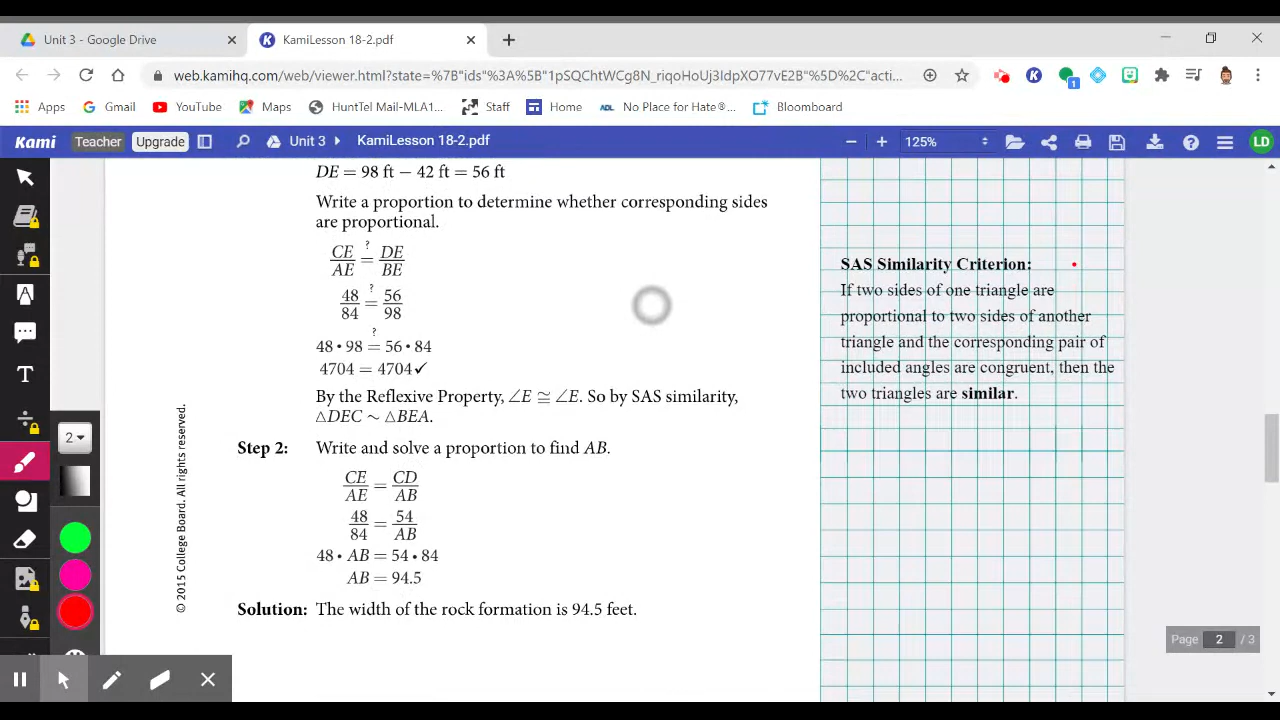 Unit 3 - Google Drive
KamiLesson 18-2.pdf
web.kamihq.com/web/viewer.html?state=%7B"ids"%3A%5B"1pSQChtWCg8N_riqoHoUj3IdpXO77vE2B"%5D%2C"acti...
Apps Gmail YouTube Maps HuntTel Mail-MLA1... Staff Home ADL No Place for Hate®... Bloomboard
Kami Teacher Upgrade Unit 3 KamiLesson 18-2.pdf 125% LD
DE = 98 ft − 42 ft = 56 ft
Write a proportion to determine whether corresponding sides
are proportional.
CE/AE ≟ DE/BE
48/84 ≟ 56/98
48 • 98 ≟ 56 • 84
4704 = 4704✓
By the Reflexive Property, ∠E ≅ ∠E. So by SAS similarity,
△DEC ~ △BEA.
Step 2: Write and solve a proportion to find AB.
CE/AE = CD/AB
48/84 = 54/AB
48 • AB = 54 • 84
AB = 94.5
Solution: The width of the rock formation is 94.5 feet.
© 2015 College Board. All rights reserved.
SAS Similarity Criterion:
If two sides of one triangle are
proportional to two sides of another
triangle and the corresponding pair of
included angles are congruent, then the
two triangles are similar.
2
T
1
Page 2 / 3